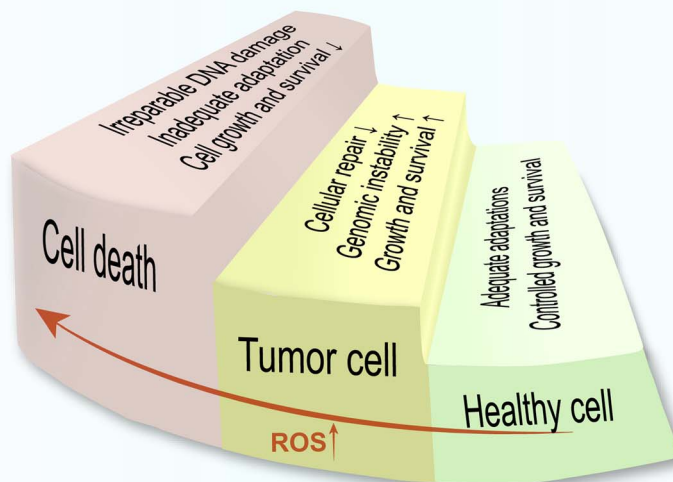 Irreparable DNA damage
Inadequate adaptation
Cell growth and survival ↓
Cell death
Cellular repair ↓
Genomic instability ↑
Growth and survival ↑
Tumor cell
Adequate adaptations
Controlled growth and survival
Healthy cell
ROS↑